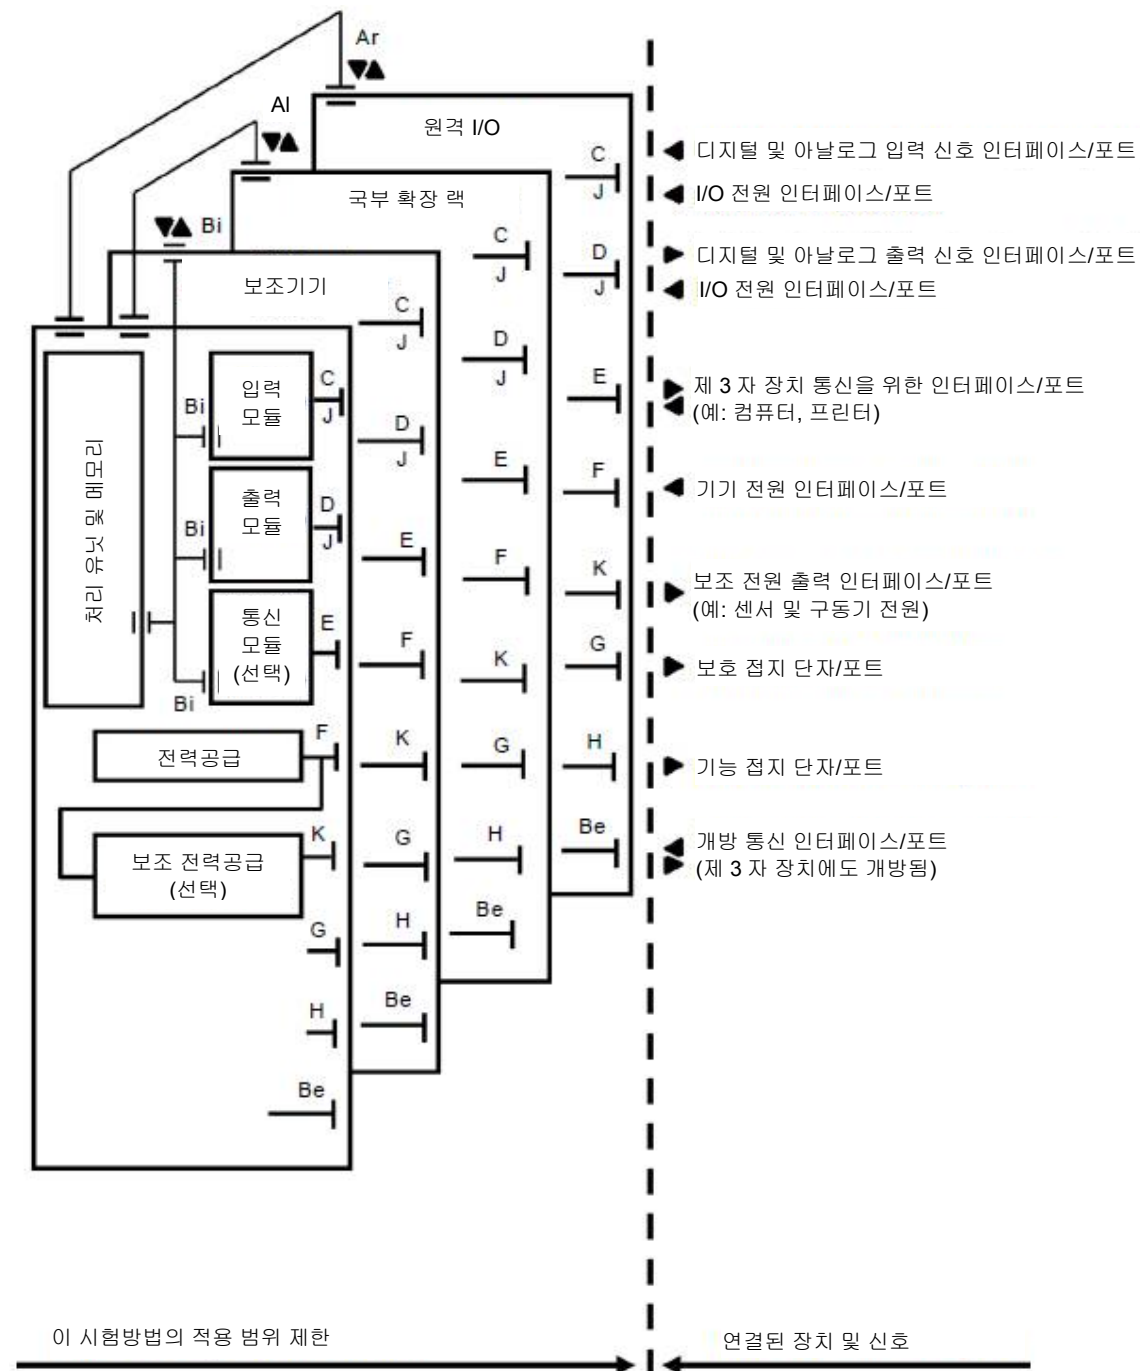 Ar
Al
원격 I/O
C
J
디지털 및 아날로그 입력 신호 인터페이스/포트
I/O 전원 인터페이스/포트
국부 확장 랙
Bi
C
J
D
J
디지털 및 아날로그 출력 신호 인터페이스/포트
I/O 전원 인터페이스/포트
보조기기
C
J
D
J
E
제 3 자 장치 통신을 위한 인터페이스/포트
(예: 컴퓨터, 프린터)
처리 유닛 및 메모리
Bi
입력
모듈
C
J
D
J
E
F
기기 전원 인터페이스/포트
Bi
출력
모듈
D
J
E
F
K
보조 전원 출력 인터페이스/포트
(예: 센서 및 구동기 전원)
Bi
통신
모듈
(선택)
E
F
K
G
보호 접지 단자/포트
전력공급
F
K
G
H
기능 접지 단자/포트
보조 전력공급
(선택)
K
G
H
Be
개방 통신 인터페이스/포트
(제 3 자 장치에도 개방됨)
G
H
Be
H
Be
Be
이 시험방법의 적용 범위 제한
연결된 장치 및 신호